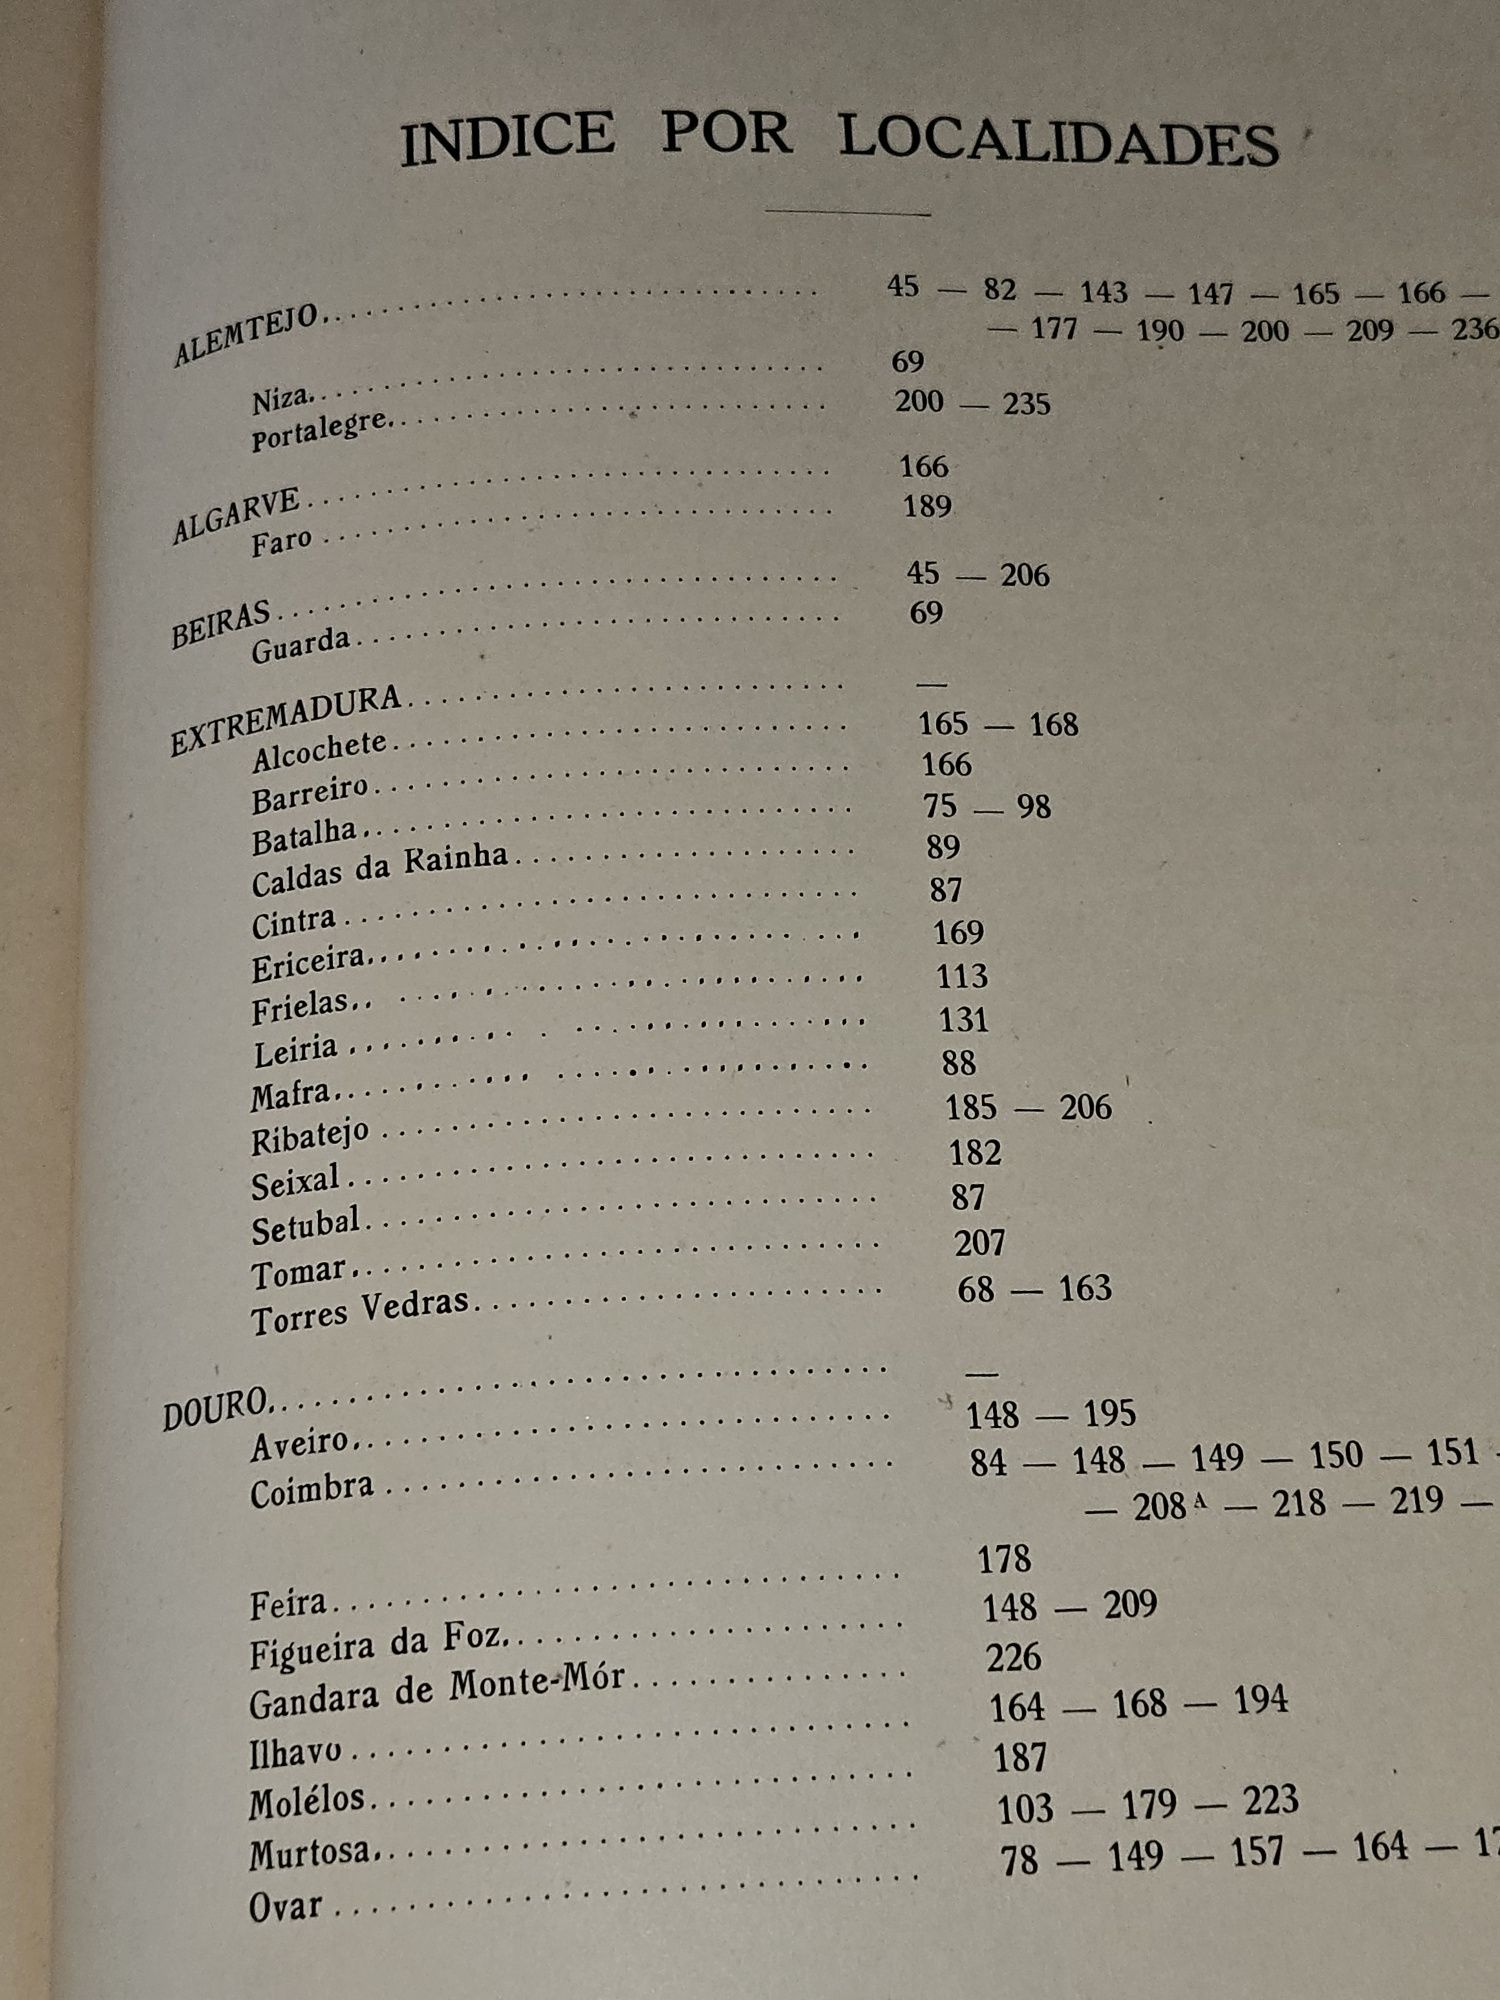 INDICE POR LOCALIDADES
ALEMTEJO................................ 45 — 82 — 143 — 147 — 165 — 166 —
— 177 — 190 — 200 — 209 — 236
Niza................................ 69
Portalegre........................... 200 — 235
ALGARVE................................ 166
Faro................................ 189
BEIRAS................................ 45 — 206
Guarda.............................. 69
EXTREMADURA........................... —
Alcochete............................ 165 — 168
Barreiro............................. 166
Batalha.............................. 75 — 98
Caldas da Rainha..................... 89
Cintra............................... 87
Ericeira............................. 169
Frielas.............................. 113
Leiria............................... 131
Mafra................................ 88
Ribatejo............................. 185 — 206
Seixal............................... 182
Setubal.............................. 87
Tomar................................ 207
Torres Vedras........................ 68 — 163
DOURO................................. —
Aveiro............................... 148 — 195
Coimbra.............................. 84 — 148 — 149 — 150 — 151 -
— 208A — 218 — 219 —
Feira................................ 178
Figueira da Foz...................... 148 — 209
Gandara de Monte-Mór................. 226
Ilhavo............................... 164 — 168 — 194
Molélos.............................. 187
Murtosa.............................. 103 — 179 — 223
Ovar................................. 78 — 149 — 157 — 164 —